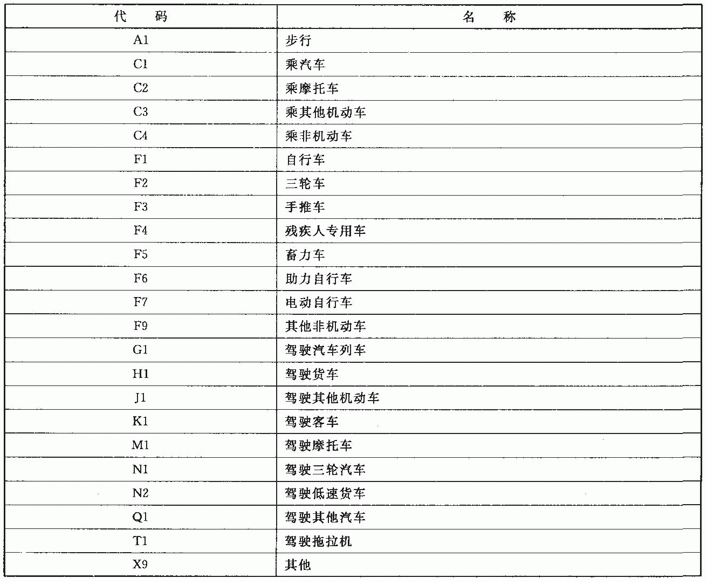 代 码 名 称
A1 步行
C1 乘汽车
C2 乘摩托车
C3 乘其他机动车
C4 乘非机动车
F1 自行车
F2 三轮车
F3 手推车
F4 残疾人专用车
F5 畜力车
F6 助力自行车
F7 电动自行车
F9 其他非机动车
G1 驾驶汽车列车
H1 驾驶货车
J1 驾驶其他机动车
K1 驾驶客车
M1 驾驶摩托车
N1 驾驶三轮汽车
N2 驾驶低速货车
Q1 驾驶其他汽车
T1 驾驶拖拉机
X9 其他